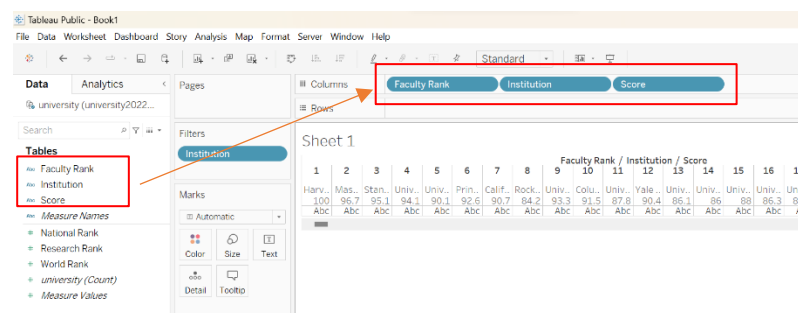 Tableau Public - Book1
File Data Worksheet Dashboard Story Analysis Map Format Server Window Help
Standard
Data Analytics
university (university2022...
Search
Tables
Abc Faculty Rank
Abc Institution
Abc Score
Abc Measure Names
# National Rank
# Research Rank
# World Rank
# university (Count)
# Measure Values
Pages
Filters
Institution
Marks
Automatic
Color Size Text
Detail Tooltip
Columns Faculty Rank Institution Score
Rows
Sheet 1
Faculty Rank / Institution / Score
1 2 3 4 5 6 7 8 9 10 11 12 13 14 15 16 1
Harv.. Mas.. Stan.. Univ.. Univ.. Prin.. Calif.. Rock.. Univ.. Colu.. Univ.. Yale .. Univ.. Univ.. Univ.. Univ.. Un
100 96.7 95.1 94.1 90.1 92.6 90.7 84.2 93.3 91.5 87.8 90.4 86.1 86 88 86.3 8
Abc Abc Abc Abc Abc Abc Abc Abc Abc Abc Abc Abc Abc Abc Abc Abc A